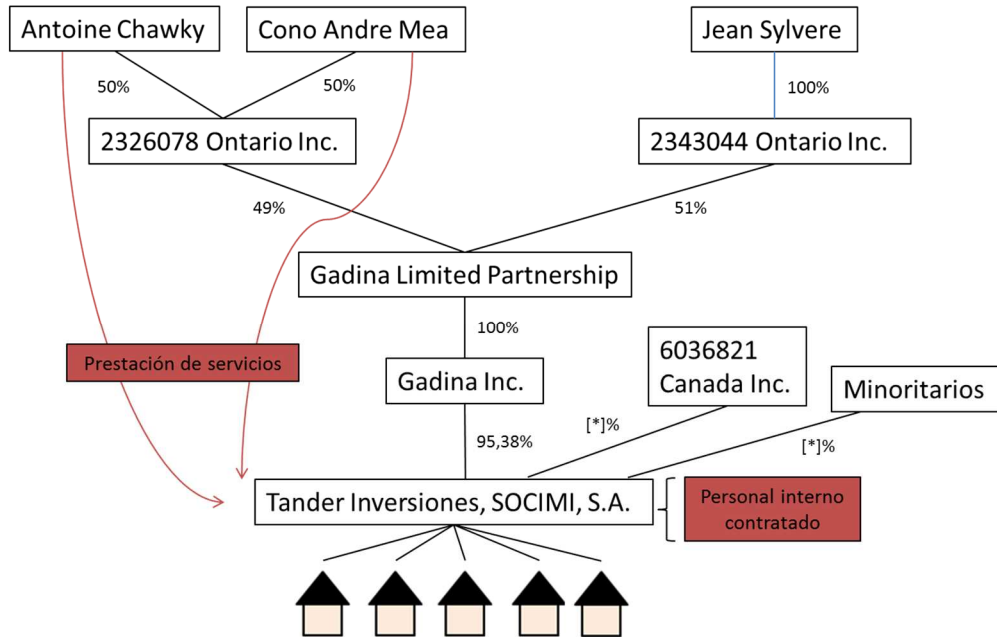 Antoine Chawky
Cono Andre Mea
Jean Sylvere
50%
50%
100%
2326078 Ontario Inc.
2343044 Ontario Inc.
49%
51%
Gadina Limited Partnership
100%
Prestación de servicios
Gadina Inc.
6036821
Canada Inc.
Minoritarios
95,38%
[*]%
[*]%
Tander Inversiones, SOCIMI, S.A.
Personal interno
contratado